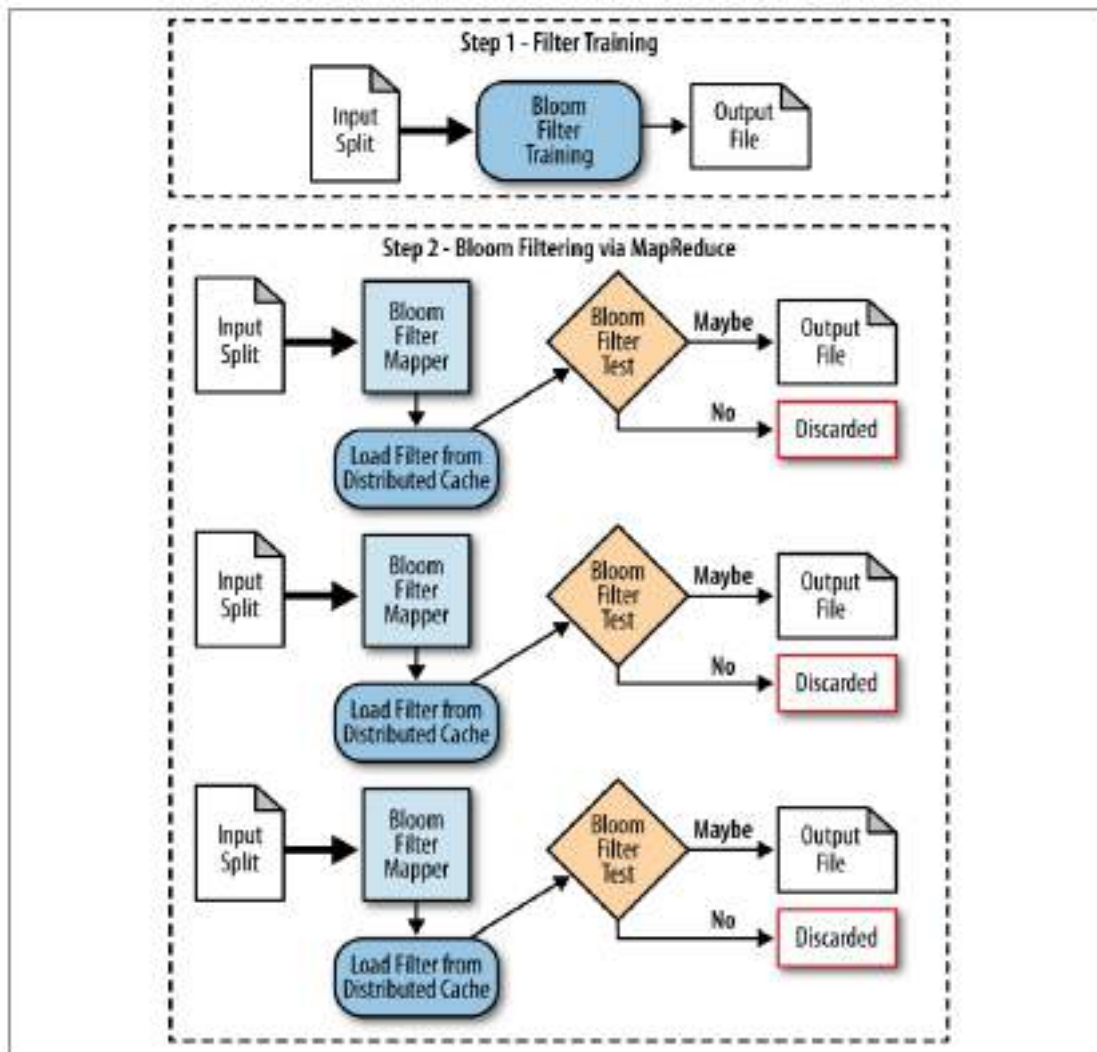 Step 1 - Filter Training
Input
Split
Bloom
Filter
Training
Output
File
Step 2 - Bloom Filtering via MapReduce
Input
Split
Bloom
Filter
Mapper
Load Filter from
Distributed Cache
Bloom
Filter
Test
Maybe
Output
File
No
Discarded
Input
Split
Bloom
Filter
Mapper
Load Filter from
Distributed Cache
Bloom
Filter
Test
Maybe
Output
File
No
Discarded
Input
Split
Bloom
Filter
Mapper
Load Filter from
Distributed Cache
Bloom
Filter
Test
Maybe
Output
File
No
Discarded